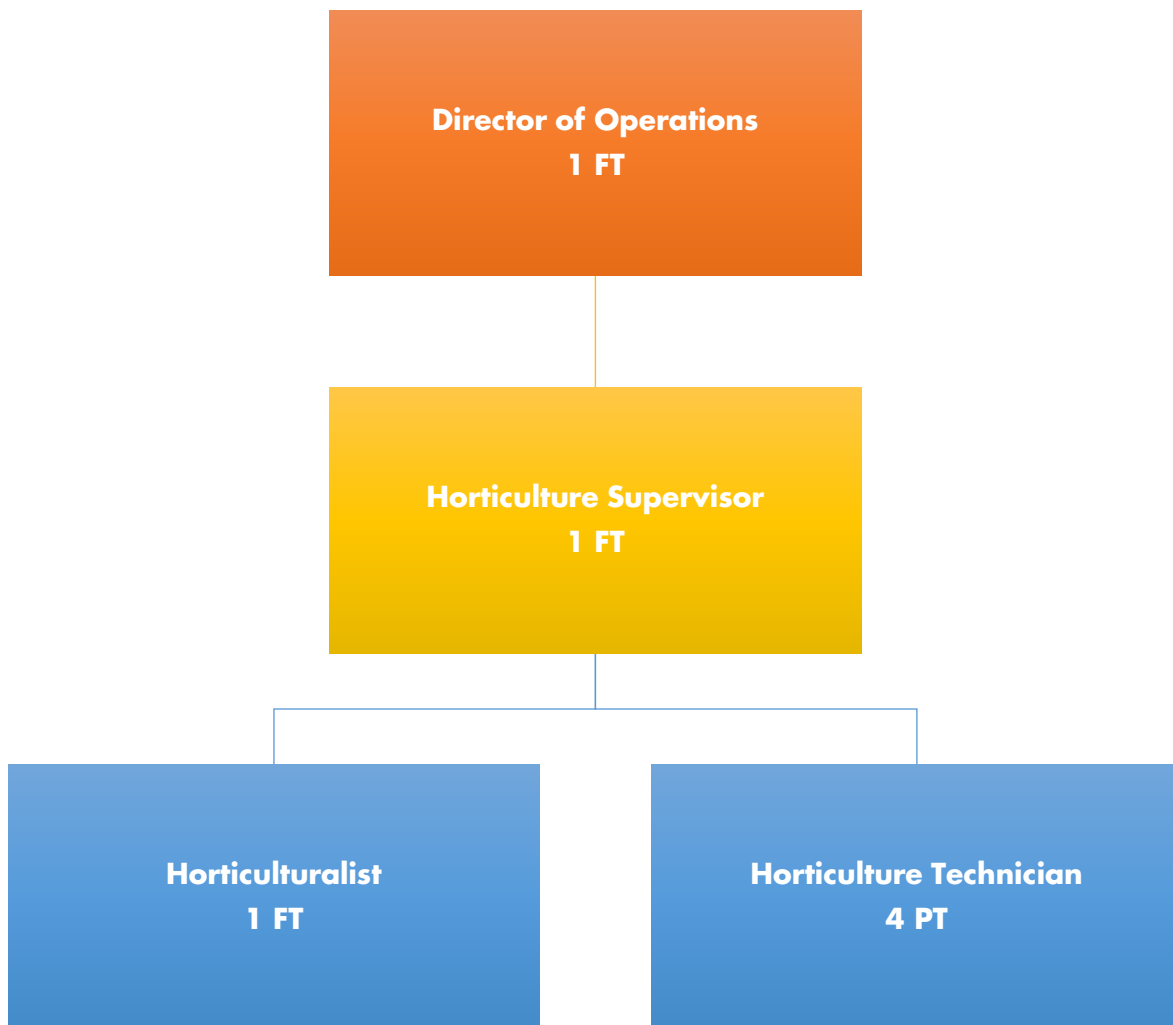 Director of Operations
1 FT
Horticulture Supervisor
1 FT
Horticulturalist
1 FT
Horticulture Technician
4 PT